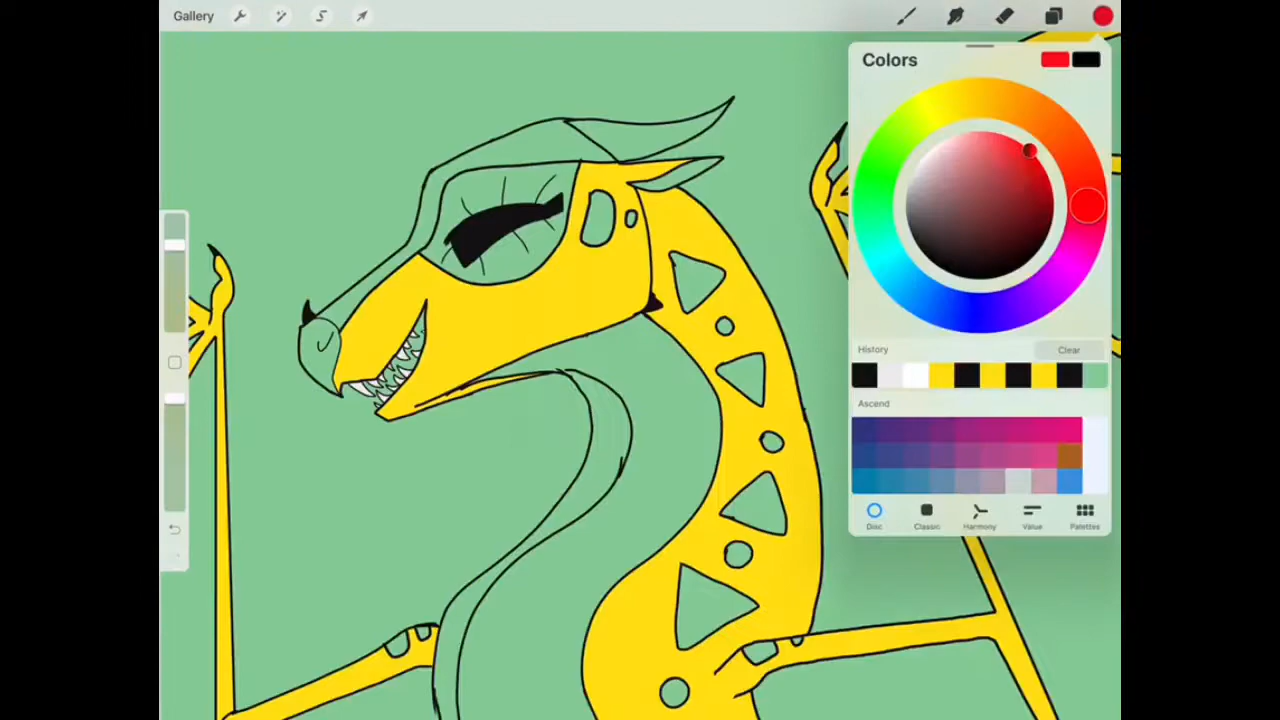 Gallery
Colors
History
Clear
Ascend
Disc
Classic
Harmony
Value
Palettes